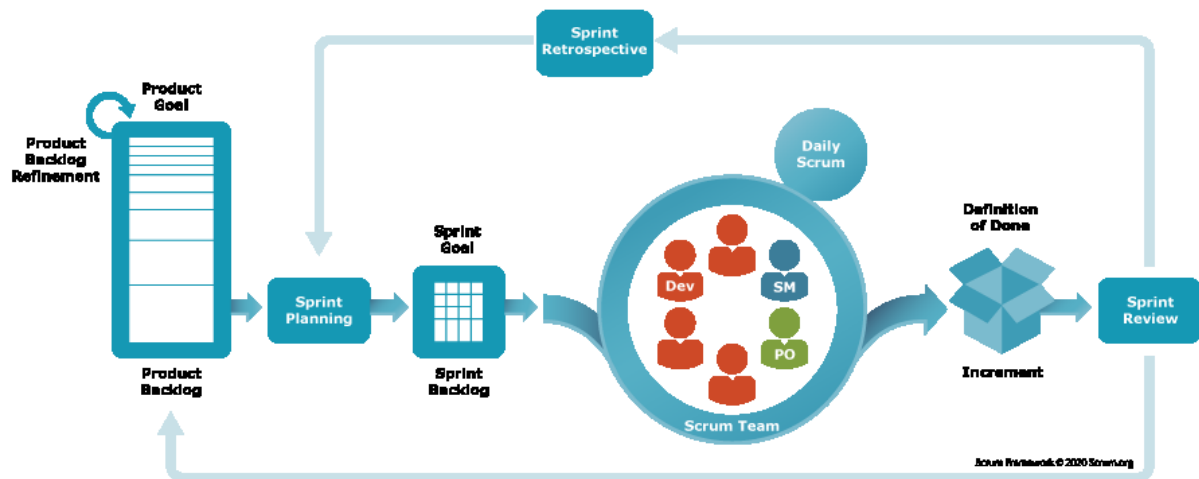 Sprint
Retrospective
Product
Goal
Product
Backlog
Refinement
Daily
Scrum
Definition
of Done
Sprint
Goal
Dev
SM
Sprint
Planning
Sprint
Review
PO
Product
Backlog
Sprint
Backlog
Increment
Scrum Team
Scrum Framework © 2020 Scrum.org